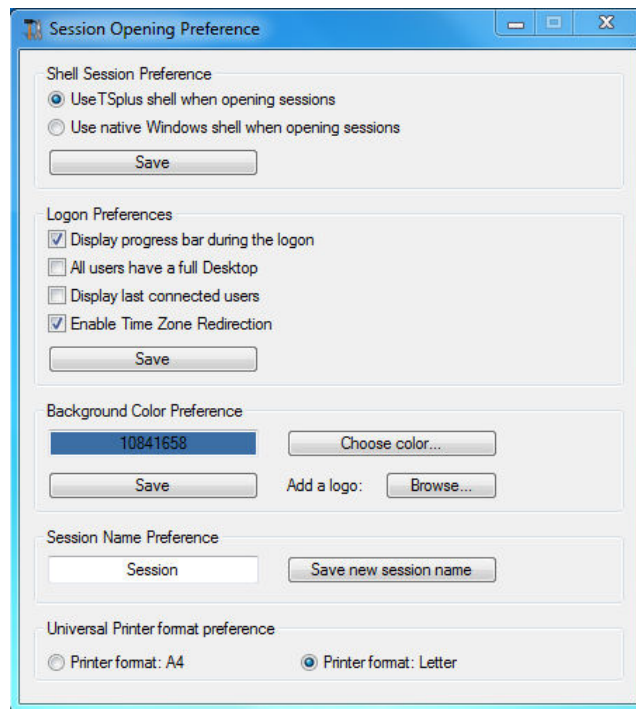 Session Opening Preference
Shell Session Preference
Use TSplus shell when opening sessions
Use native Windows shell when opening sessions
Save
Logon Preferences
Display progress bar during the logon
All users have a full Desktop
Display last connected users
Enable Time Zone Redirection
Save
Background Color Preference
10841658 Choose color...
Save Add a logo: Browse...
Session Name Preference
Session Save new session name
Universal Printer format preference
Printer format: A4 Printer format: Letter